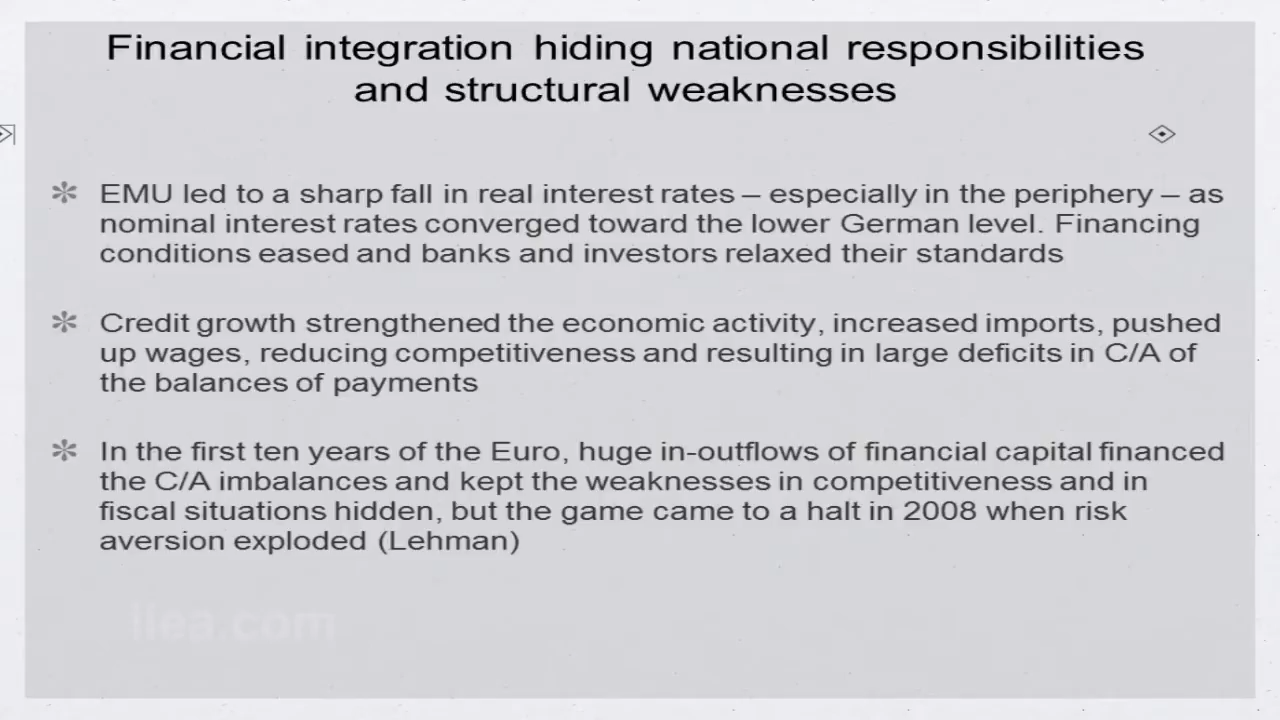 Financial integration hiding national responsibilities
and structural weaknesses
EMU led to a sharp fall in real interest rates – especially in the periphery – as
nominal interest rates converged toward the lower German level. Financing
conditions eased and banks and investors relaxed their standards
Credit growth strengthened the economic activity, increased imports, pushed
up wages, reducing competitiveness and resulting in large deficits in C/A of
the balances of payments
In the first ten years of the Euro, huge in-outflows of financial capital financed
the C/A imbalances and kept the weaknesses in competitiveness and in
fiscal situations hidden, but the game came to a halt in 2008 when risk
aversion exploded (Lehman)
iiea.com